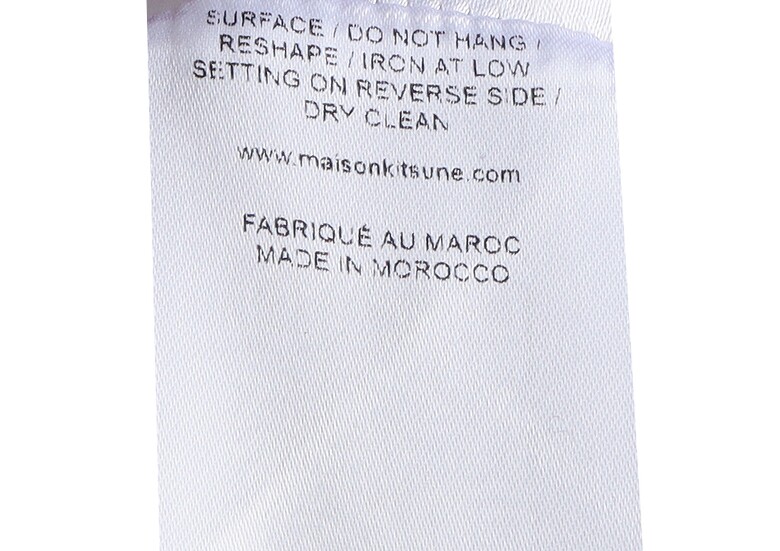 SURFACE / DO NOT HANG /
RESHAPE / IRON AT LOW
SETTING ON REVERSE SIDE /
DRY CLEAN
www.maisonkitsune.com
FABRIQUÉ AU MAROC
MADE IN MOROCCO